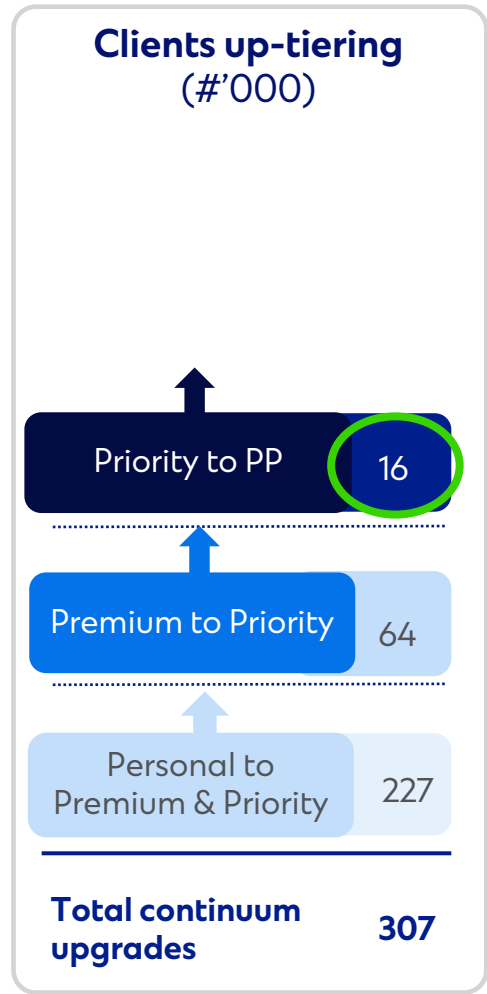 Clients up-tiering
(#’000)
Priority to PP
16
Premium to Priority
64
Personal to
Premium & Priority
227
Total continuum
upgrades
307